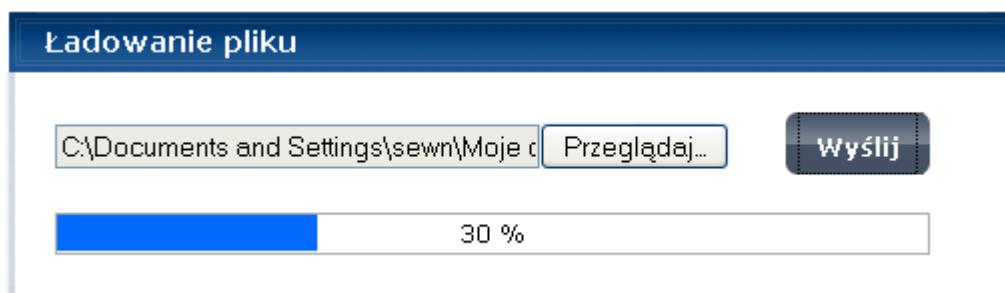 Ładowanie pliku
C:\Documents and Settings\sewn\Moje Przeglądaj... Wyślij
30 %